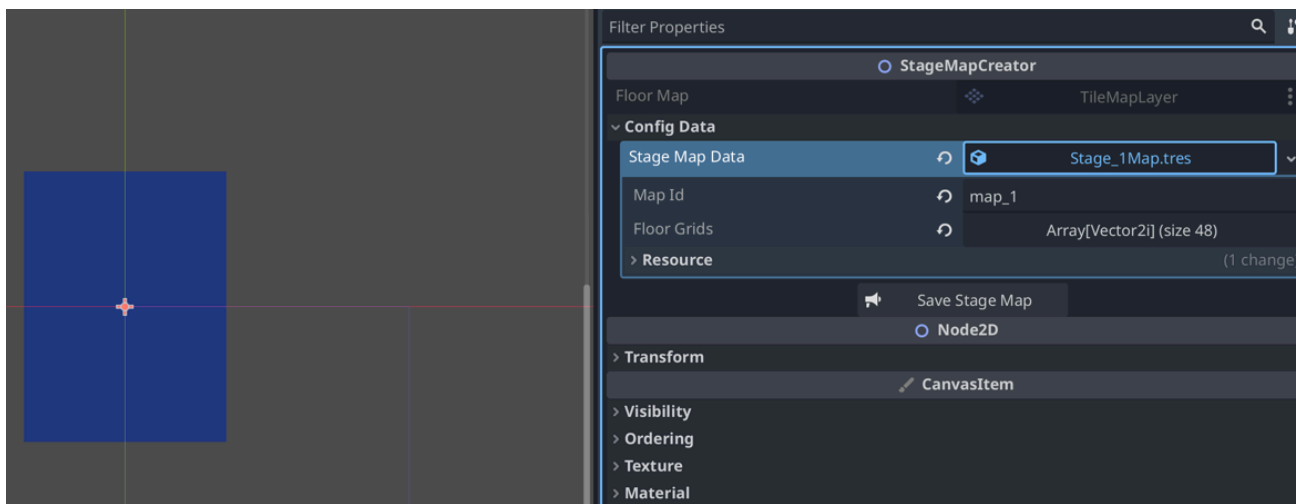 Filter Properties
StageMapCreator
Floor Map TileMapLayer
Config Data
Stage Map Data Stage_1Map.tres
Map Id map_1
Floor Grids Array[Vector2i] (size 48)
Resource (1 change
Save Stage Map
Node2D
Transform
CanvasItem
Visibility
Ordering
Texture
Material